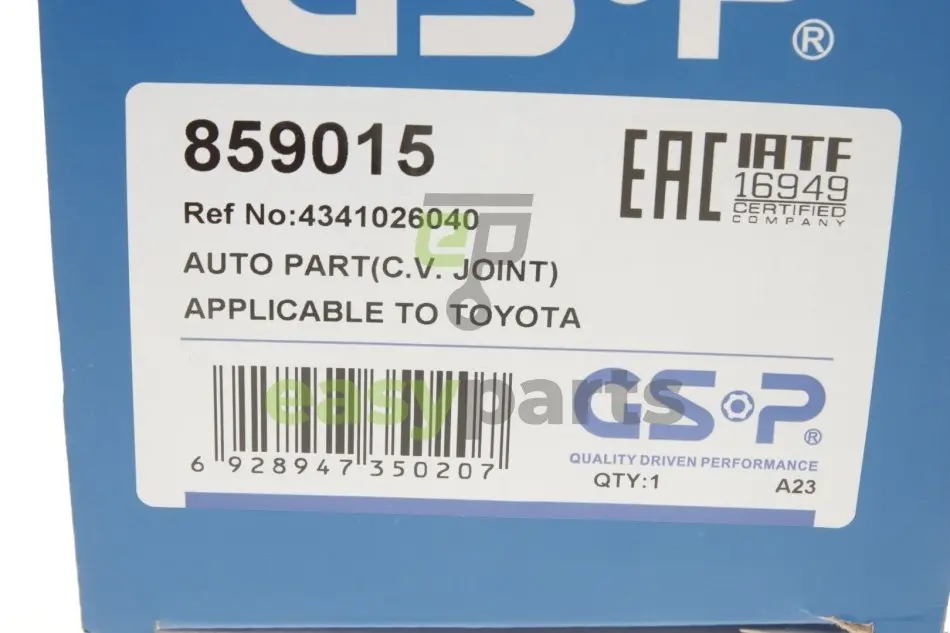 GSP®
859015
EAC
IATF
16949
CERTIFIED
COMPANY
Ref No:4341026040
AUTO PART(C.V. JOINT)
APPLICABLE TO TOYOTA
easyparts
6 928947 350207
GSP®
QUALITY DRIVEN PERFORMANCE
QTY:1
A23